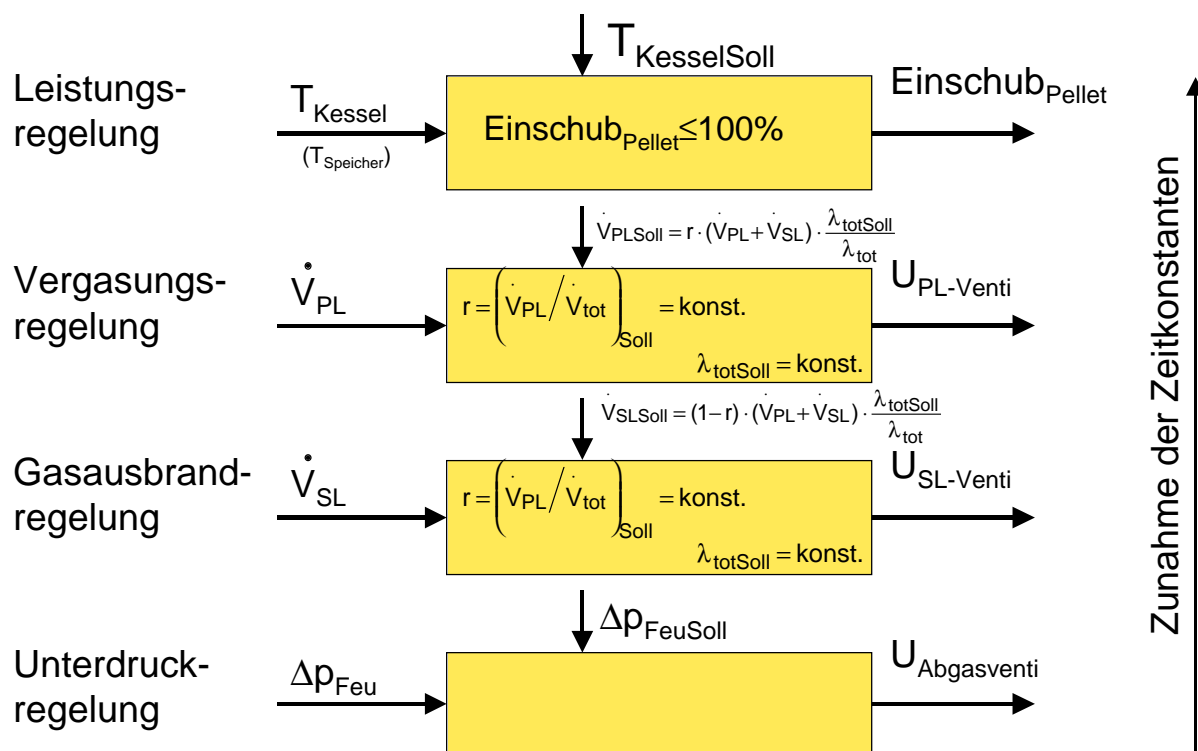 T_KesselSoll
Leistungs-
regelung
T_Kessel
(T_Speicher)
Einschub_Pellet≤100%
Einschub_Pellet
V̇_PLSoll = r · (V̇_PL + V̇_SL) · λ_totSoll / λ_tot
Vergasungs-
regelung
V̇_PL
r = (V̇_PL / V̇_tot)_Soll = konst.
λ_totSoll = konst.
U_PL-Venti
V̇_SLSoll = (1−r) · (V̇_PL + V̇_SL) · λ_totSoll / λ_tot
Gasausbrand-
regelung
V̇_SL
r = (V̇_PL / V̇_tot)_Soll = konst.
λ_totSoll = konst.
U_SL-Venti
Δp_FeuSoll
Unterdruck-
regelung
Δp_Feu
U_Abgasventi
Zunahme der Zeitkonstanten